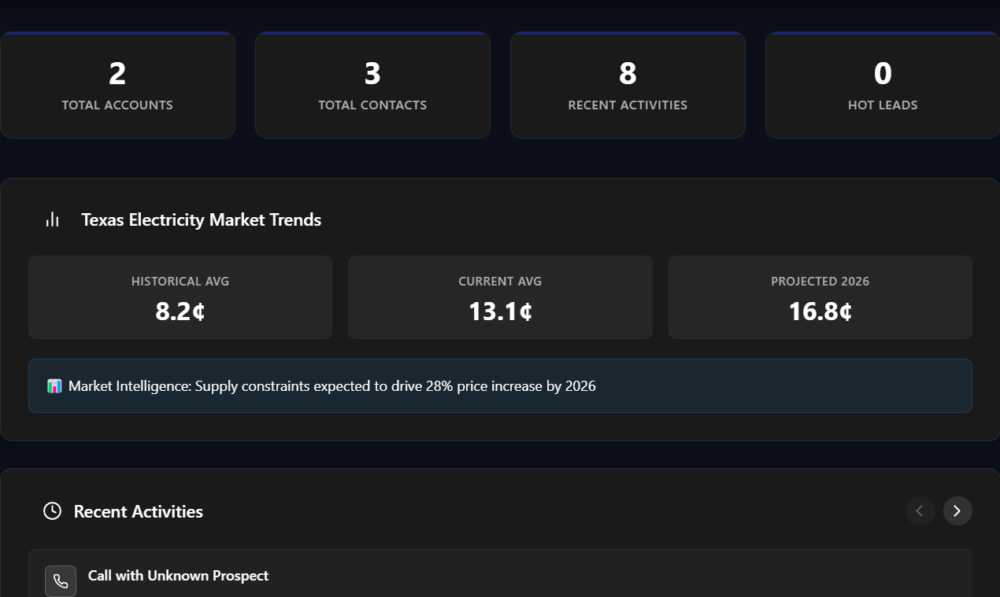 2
TOTAL ACCOUNTS
3
TOTAL CONTACTS
8
RECENT ACTIVITIES
0
HOT LEADS
Texas Electricity Market Trends
HISTORICAL AVG
8.2¢
CURRENT AVG
13.1¢
PROJECTED 2026
16.8¢
Market Intelligence: Supply constraints expected to drive 28% price increase by 2026
Recent Activities
Call with Unknown Prospect